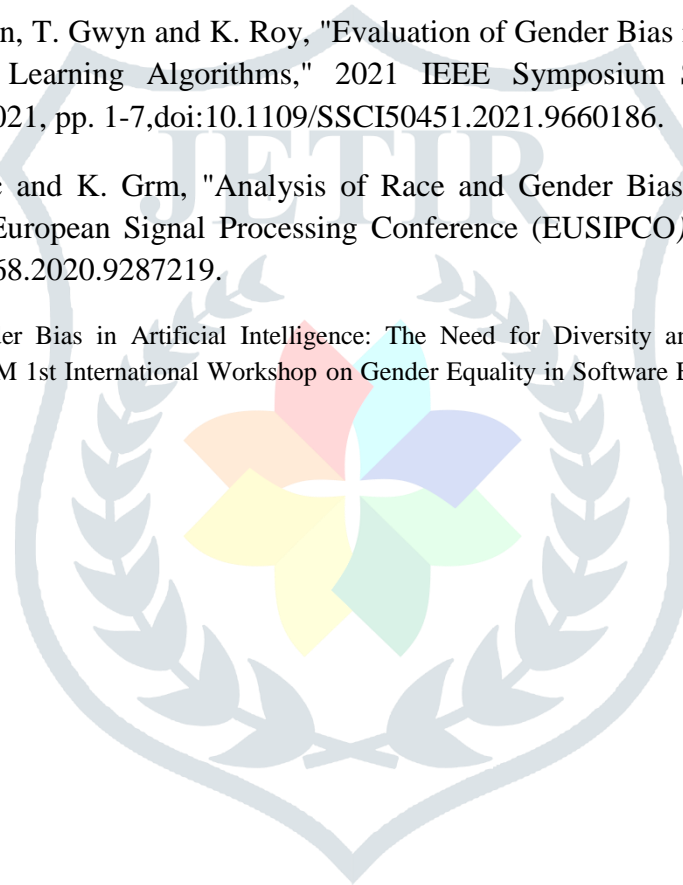 n, T. Gwyn and K. Roy, "Evaluation of Gender Bias
Learning Algorithms," 2021 IEEE Symposium S
021, pp. 1-7,doi:10.1109/SSCI50451.2021.9660186.
and K. Grm, "Analysis of Race and Gender Bias
European Signal Processing Conference (EUSIPCO)
68.2020.9287219.
der Bias in Artificial Intelligence: The Need for Diversity an
M 1st International Workshop on Gender Equality in Software E
JETIR